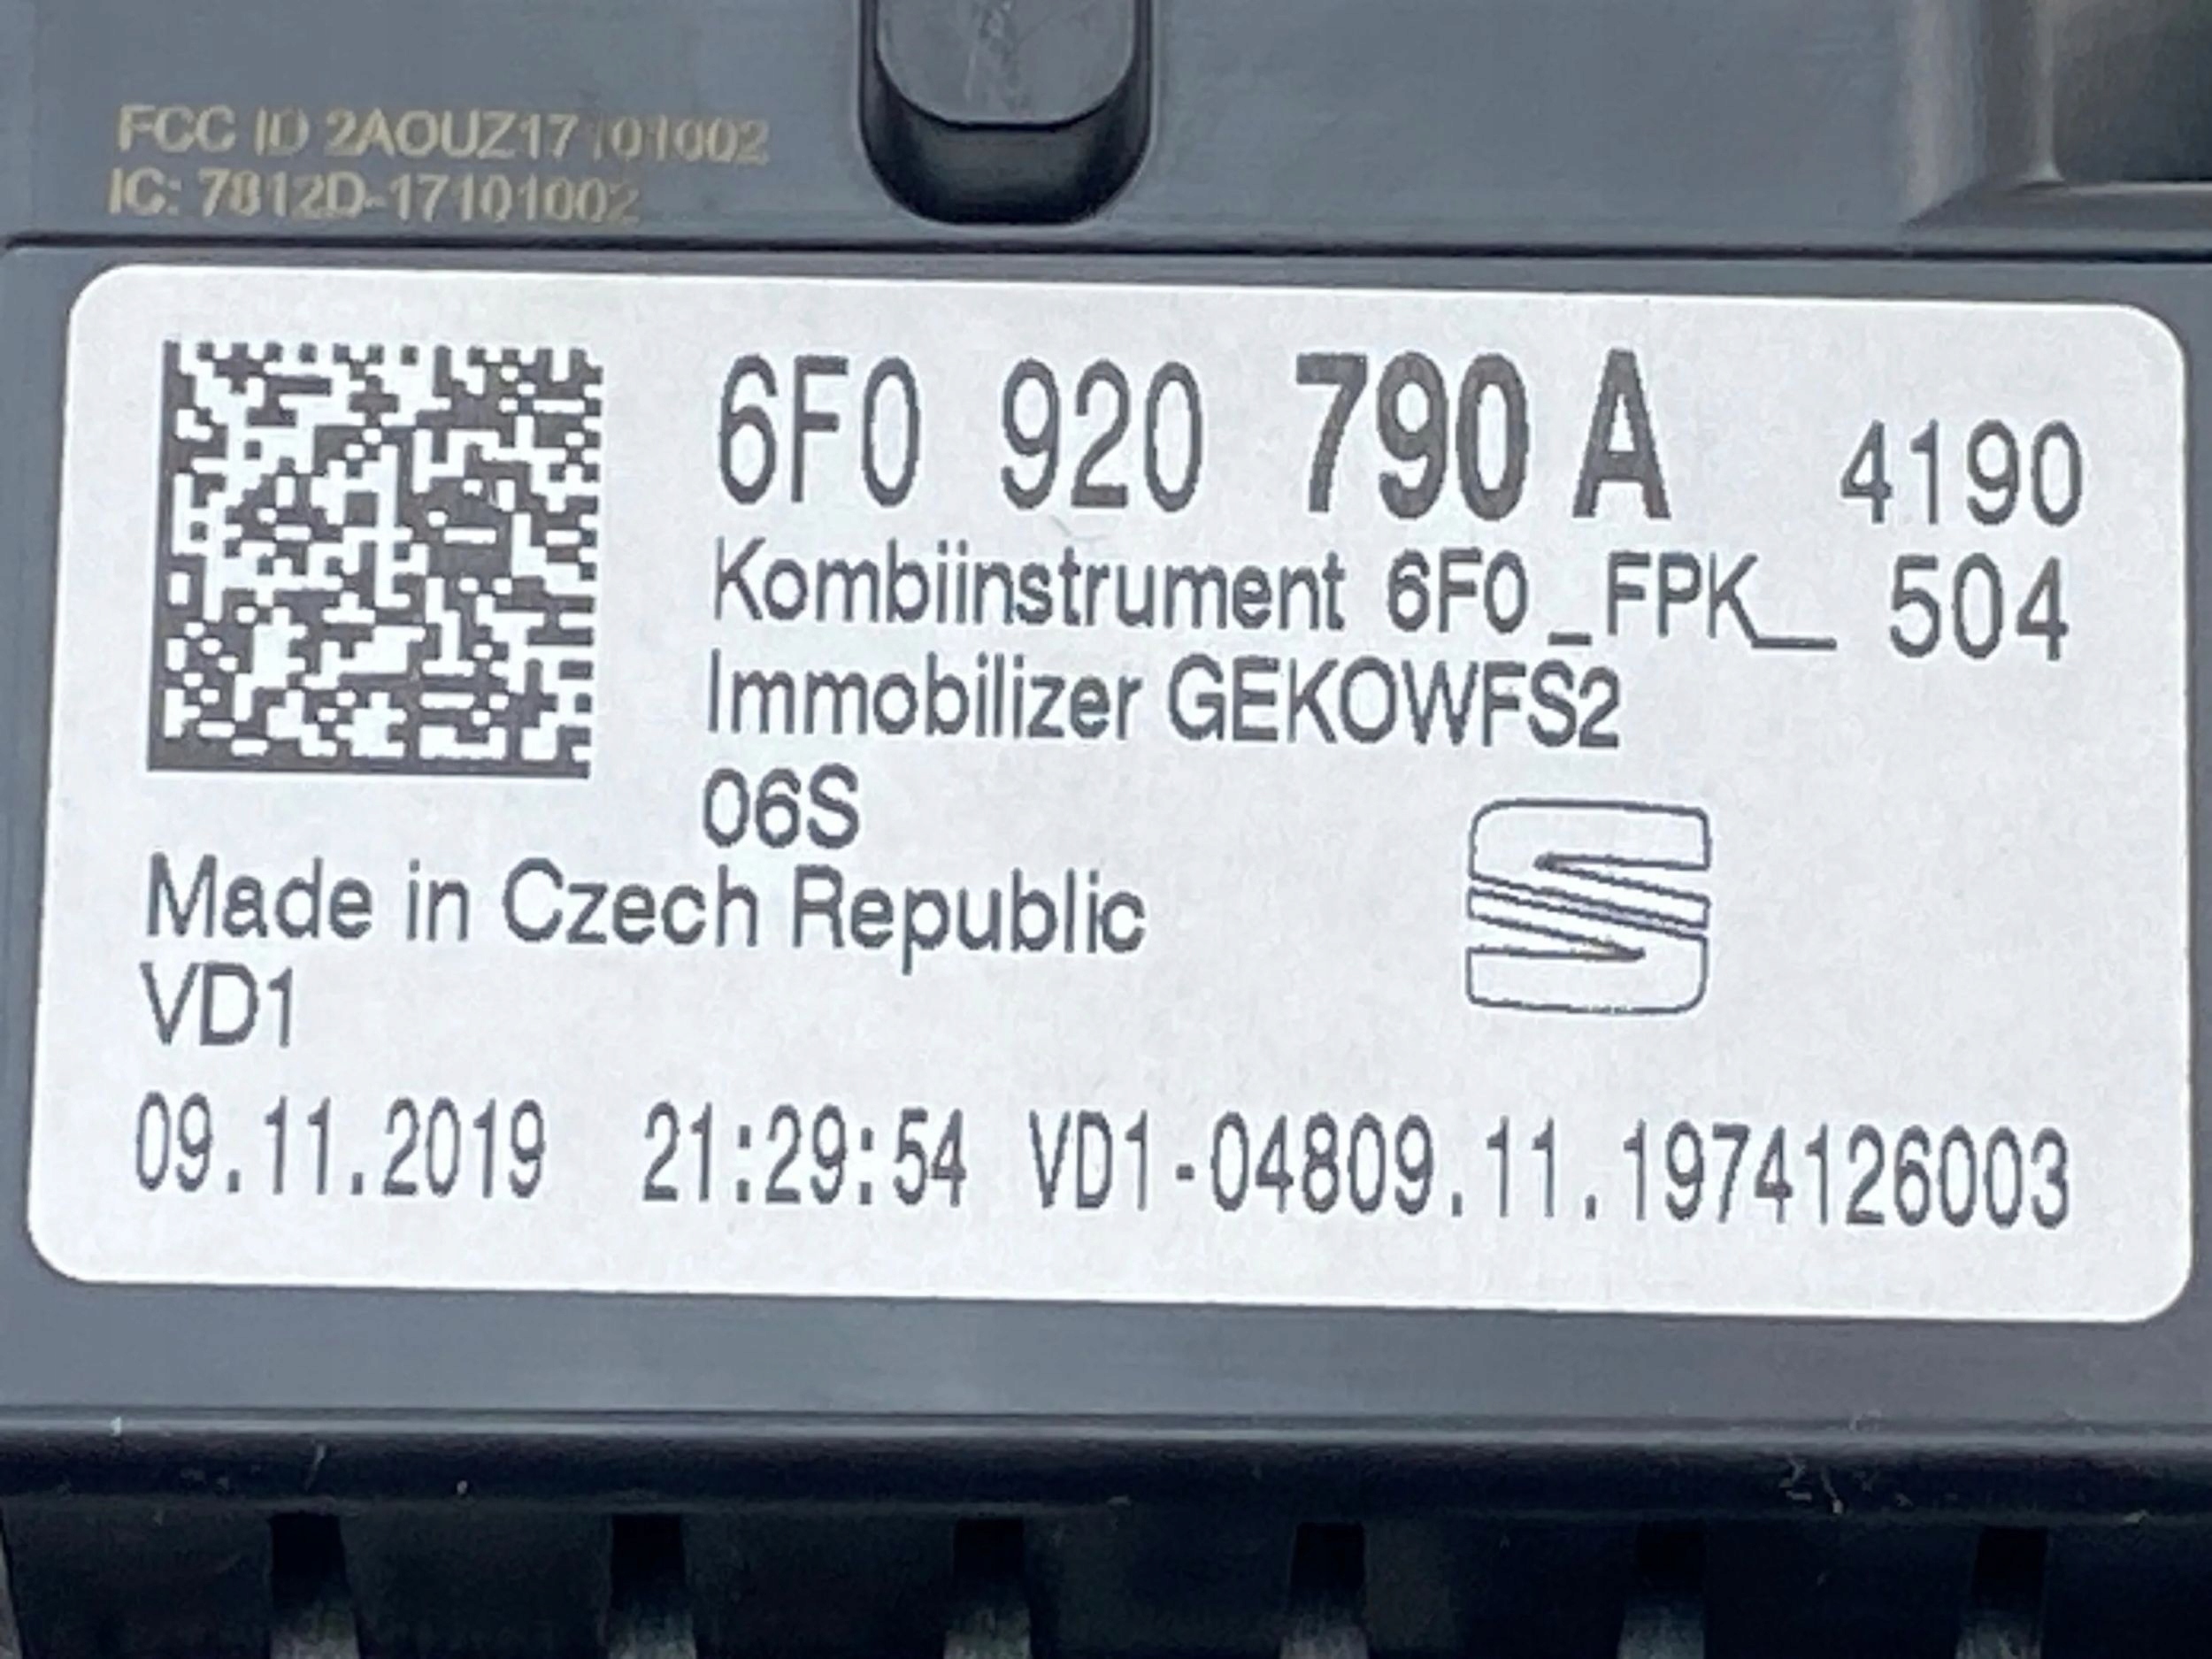 FCC ID 2AOUZ17101002
IC: 7812D-17101002
6F0 920 790 A 4190
Kombiinstrument 6F0_FPK_ 504
Immobilizer GEKOWFS2
06S
Made in Czech Republic
VD1
09.11.2019 21:29:54 VD1-04809.11.1974126003